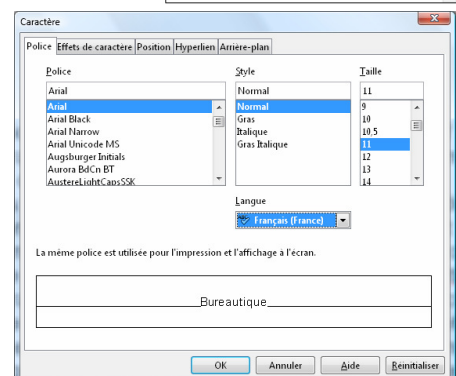 Caractère
Police Effets de caractère Position Hyperlien Arrière-plan
Police Style Taille
Arial Normal 11
Arial Normal 9
Arial Black Gras 10
Arial Narrow Italique 10,5
Arial Unicode MS Gras Italique 11
Augsburger Initials 12
Aurora BdCn BT 13
AustereLightCapsSSK 14
Langue
Français (France)
La même police est utilisée pour l'impression et l'affichage à l'écran.
Bureautique
OK Annuler Aide Réinitialiser